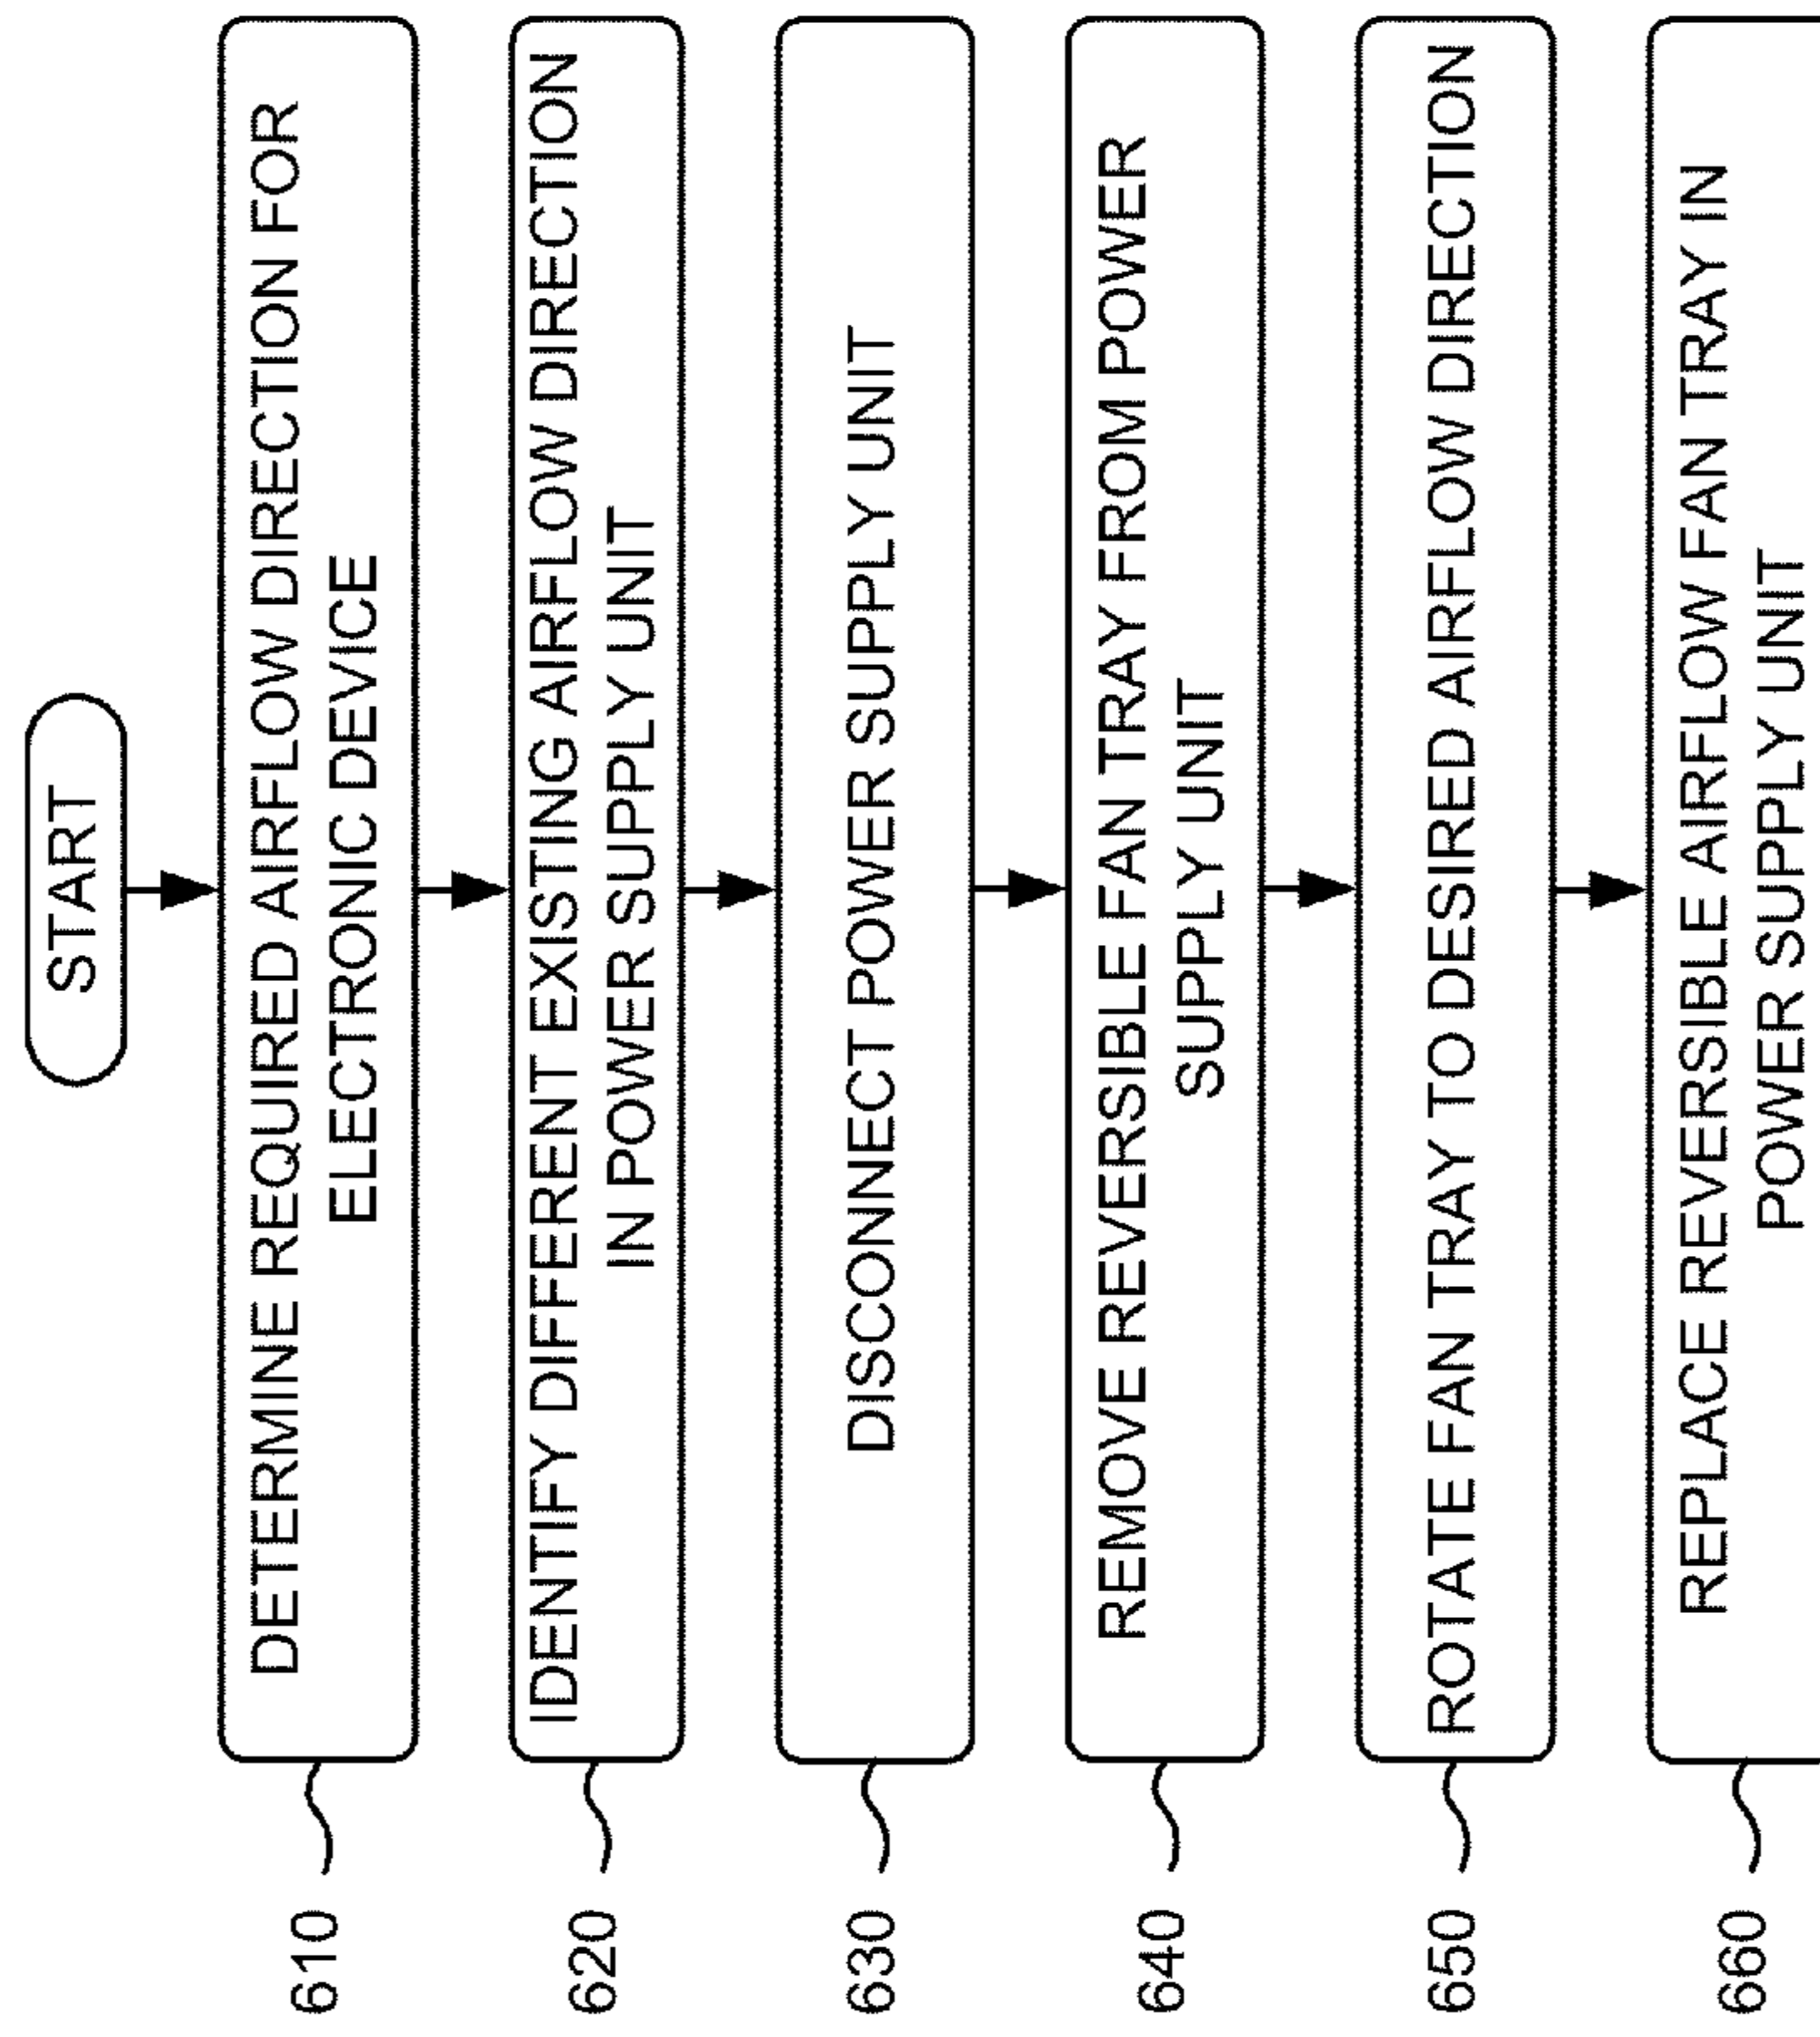 START
610
DETERMINE REQUIRED AIRFLOW DIRECTION FOR
ELECTRONIC DEVICE
620
IDENTIFY DIFFERENT EXISTING AIRFLOW DIRECTION
IN POWER SUPPLY UNIT
630
DISCONNECT POWER SUPPLY UNIT
640
REMOVE REVERSIBLE FAN TRAY FROM POWER
SUPPLY UNIT
650
ROTATE FAN TRAY TO DESIRED AIRFLOW DIRECTION
660
REPLACE REVERSIBLE AIRFLOW FAN TRAY IN
POWER SUPPLY UNIT